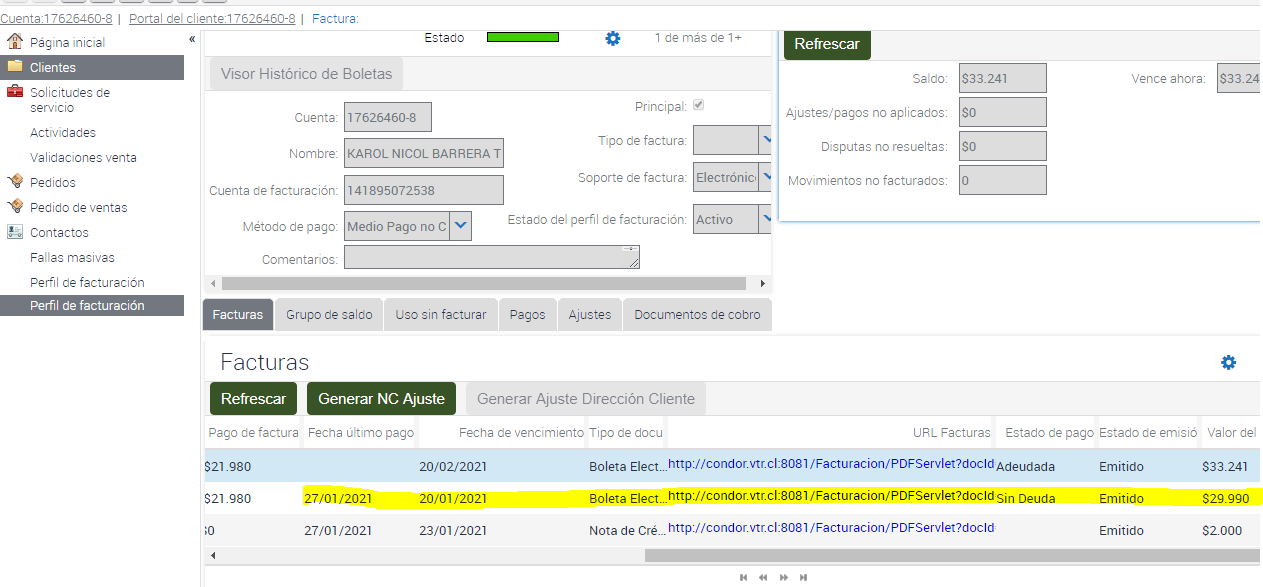 Cuenta:17626460-8 | Portal del cliente:17626460-8 | Factura:
Página inicial
«
Clientes
Solicitudes de
servicio
Actividades
Validaciones venta
Pedidos
Pedido de ventas
Contactos
Fallas masivas
Perfil de facturación
Perfil de facturación
Estado
1 de más de 1+
Visor Histórico de Boletas
Cuenta: 17626460-8
Nombre: KAROL NICOL BARRERA T
Cuenta de facturación: 141895072538
Método de pago: Medio Pago no C
Comentarios:
Principal:
Tipo de factura:
Soporte de factura: Electrónic
Estado del perfil de facturación: Activo
Refrescar
Saldo: $33.241
Vence ahora: $33.24
Ajustes/pagos no aplicados: $0
Disputas no resueltas: $0
Movimientos no facturados: 0
Facturas Grupo de saldo Uso sin facturar Pagos Ajustes Documentos de cobro
Facturas
Refrescar Generar NC Ajuste Generar Ajuste Dirección Cliente
Pago de factura Fecha último pago Fecha de vencimiento Tipo de docu URL Facturas Estado de pago Estado de emisió Valor del
$21.980 20/02/2021 Boleta Elect... http://condor.vtr.cl:8081/Facturacion/PDFServlet?docId Adeudada Emitido $33.241
$21.980 27/01/2021 20/01/2021 Boleta Elect... http://condor.vtr.cl:8081/Facturacion/PDFServlet?docId Sin Deuda Emitido $29.990
$0 27/01/2021 23/01/2021 Nota de Cré... http://condor.vtr.cl:8081/Facturacion/PDFServlet?docId Emitido $2.000